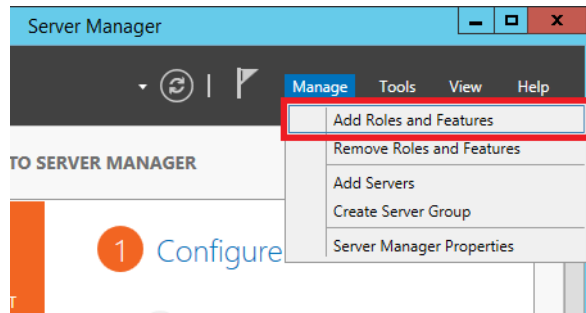 Server Manager
Manage Tools View Help
Add Roles and Features
Remove Roles and Features
TO SERVER MANAGER
Add Servers
Create Server Group
1 Configure
Server Manager Properties
T